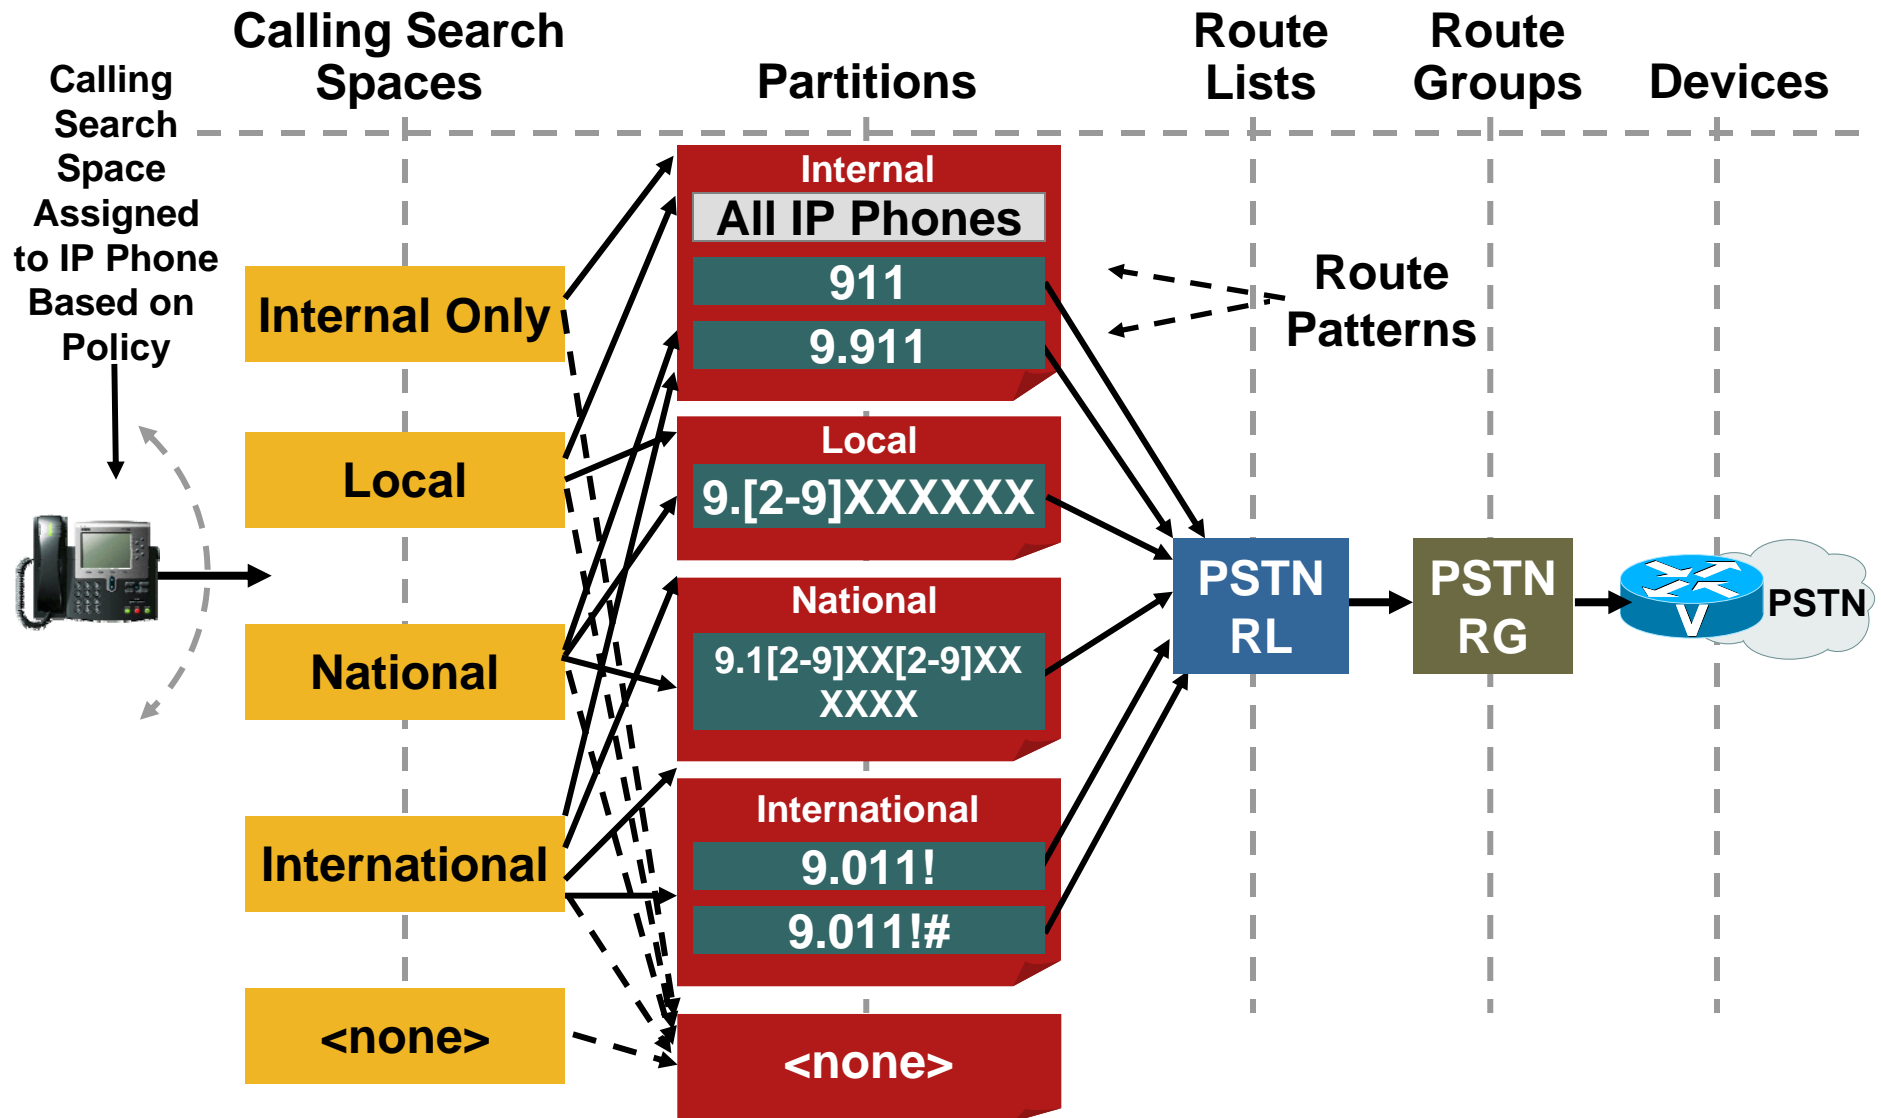 Calling Search
Spaces
Partitions
Route
Lists
Route
Groups
Devices
Calling
Search
Space
Assigned
to IP Phone
Based on
Policy
Internal Only
Local
National
International
<none>
Internal
All IP Phones
911
9.911
Local
9.[2-9]XXXXXX
National
9.1[2-9]XX[2-9]XX
XXXX
International
9.011!
9.011!#
<none>
Route
Patterns
PSTN
RL
PSTN
RG
V
PSTN